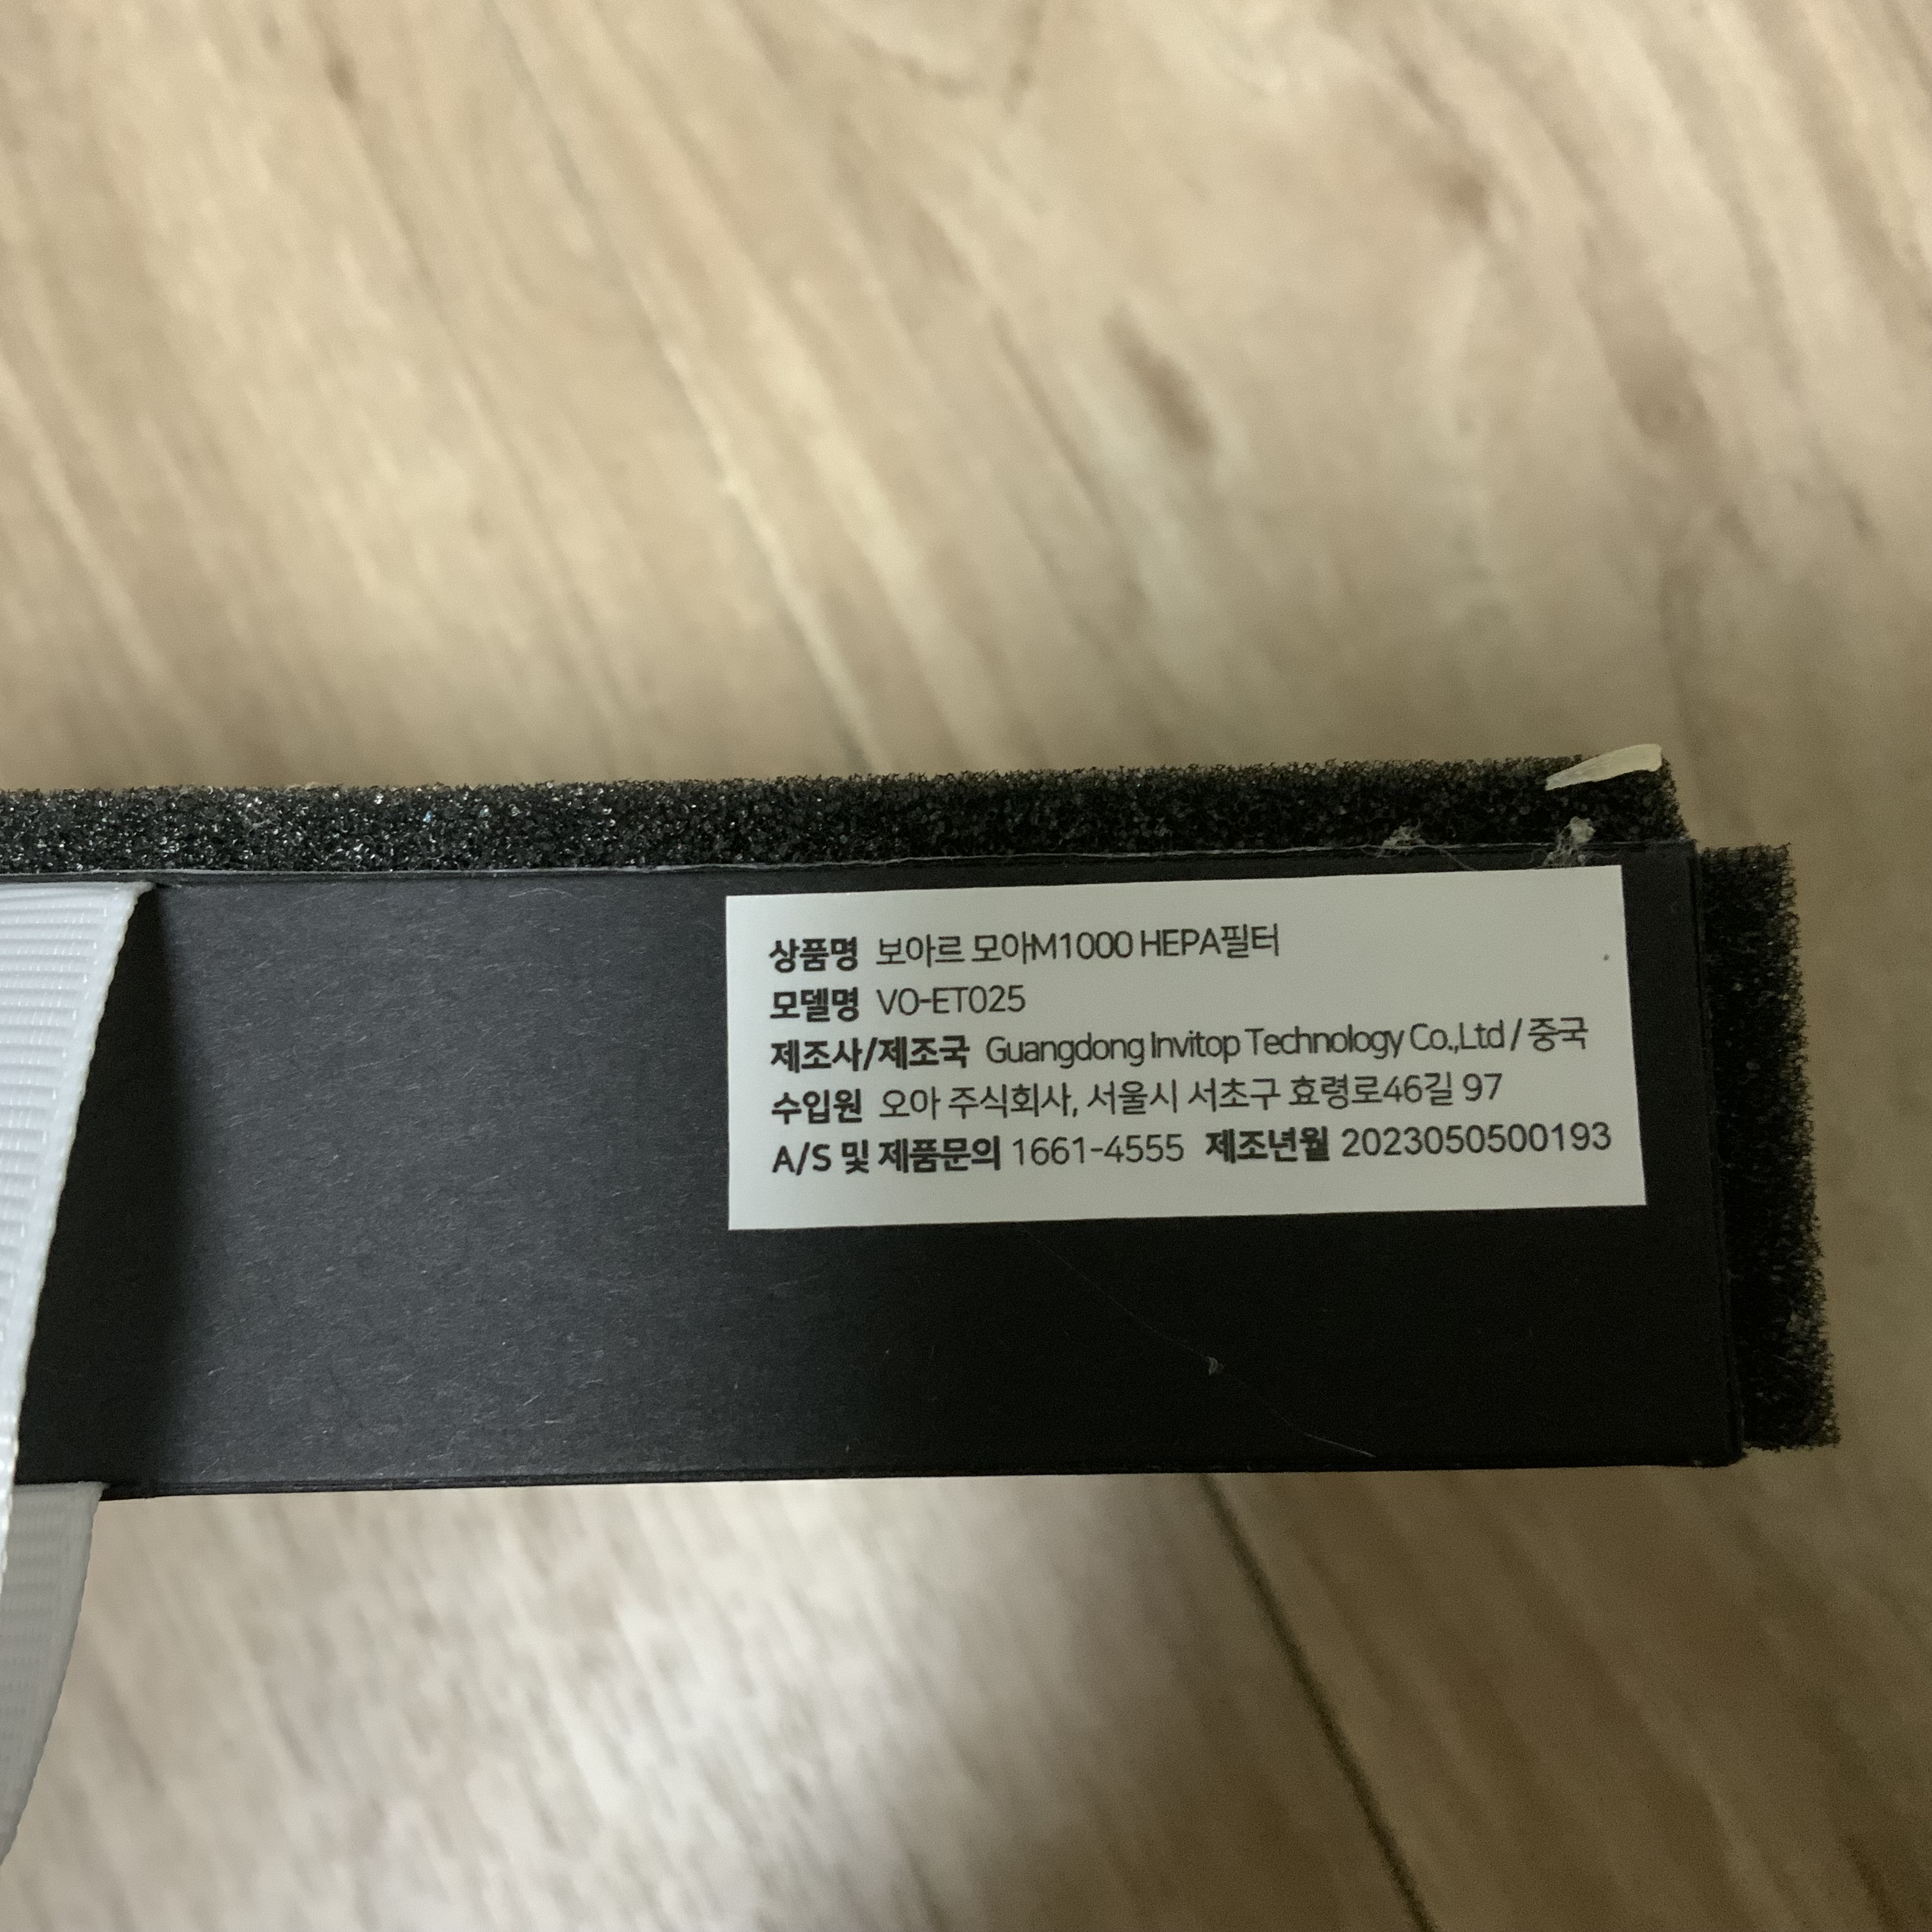 상품명 보아르 모아M1000 HEPA필터
모델명 VO-ET025
제조사/제조국 Guangdong Invitop Technology Co.,Ltd / 중국
수입원 오아 주식회사, 서울시 서초구 효령로46길 97
A/S 및 제품문의 1661-4555 제조년월 2023050500193